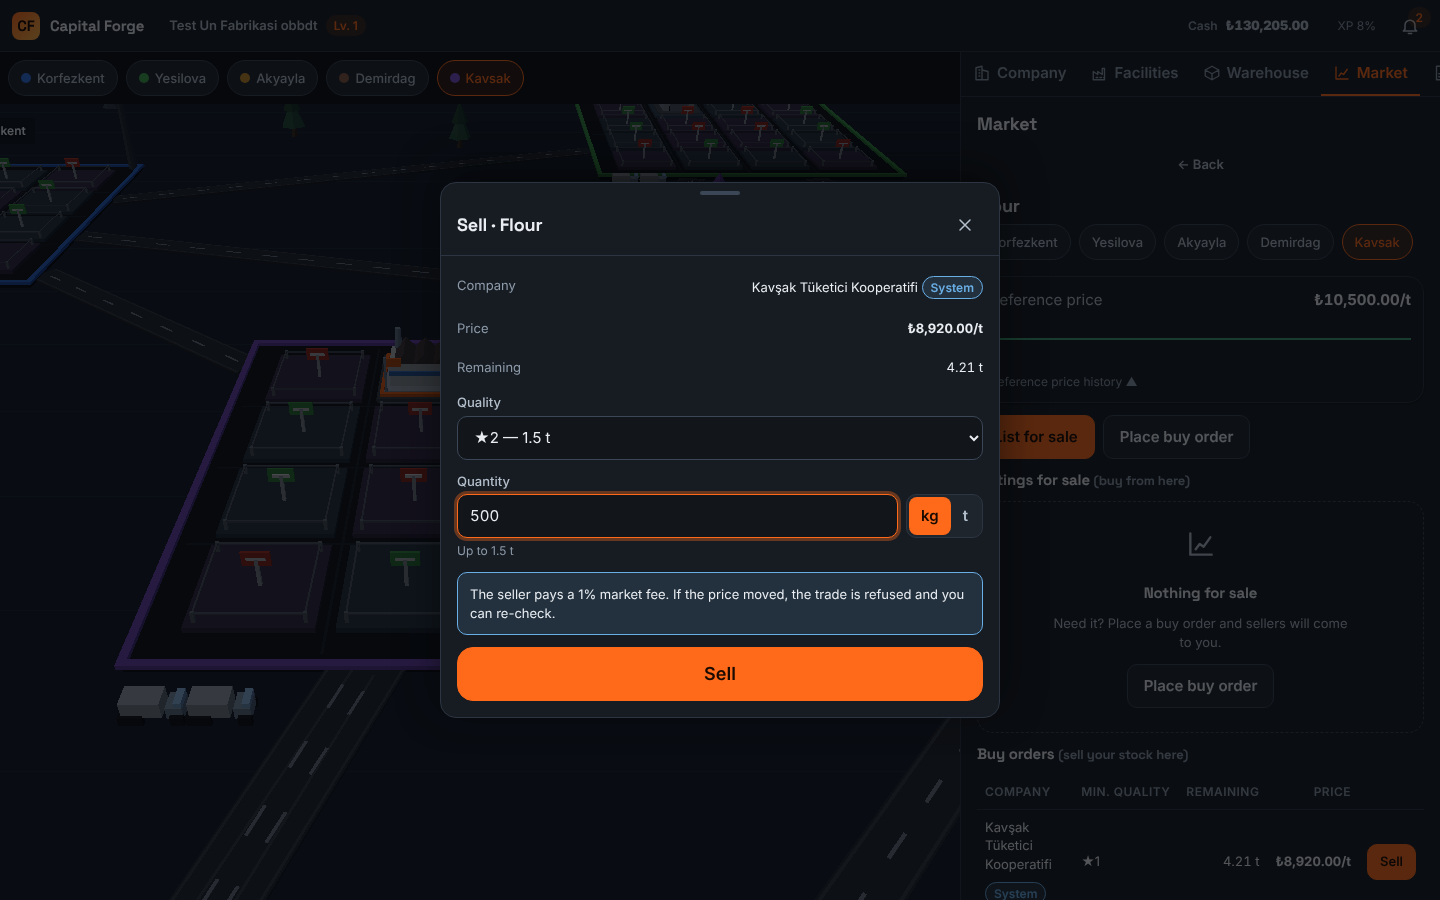 CF Capital Forge Test Un Fabrikasi obbdt Lv. 1 Cash ₺130,205.00 XP 8% 2
Korfezkent Yesilova Akyayla Demirdag Kavsak
Company Facilities Warehouse Market
kent
Market
← Back
Sell · Flour
ur
orfezkent Yesilova Akyayla Demirdag Kavsak
Company Kavşak Tüketici Kooperatifi System
eference price ₺10,500.00/t
Price ₺8,920.00/t
Remaining 4.21 t
eference price history ▲
Quality
★2 — 1.5 t
ist for sale Place buy order
Quantity
tings for sale (buy from here)
500 kg t
Up to 1.5 t
The seller pays a 1% market fee. If the price moved, the trade is refused and you
can re-check.
Nothing for sale
Need it? Place a buy order and sellers will come
to you.
Sell
Place buy order
Buy orders (sell your stock here)
COMPANY MIN. QUALITY REMAINING PRICE
Kavşak
Tüketici
Kooperatifi ★1 4.21 t ₺8,920.00/t Sell
System